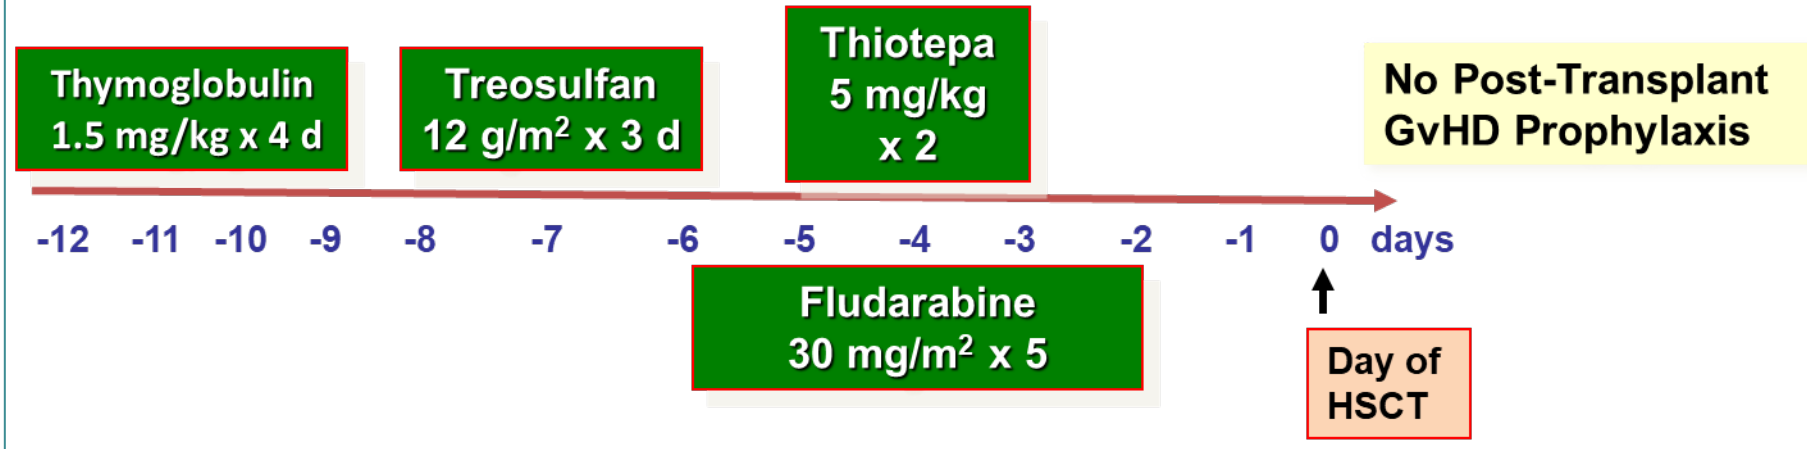 Thymoglobulin
1.5 mg/kg x 4 d
Treosulfan
12 g/m² x 3 d
Thiotepa
5 mg/kg
x 2
No Post-Transplant
GvHD Prophylaxis
-12 -11 -10 -9 -8 -7 -6 -5 -4 -3 -2 -1 0 days
Fludarabine
30 mg/m² x 5
Day of
HSCT